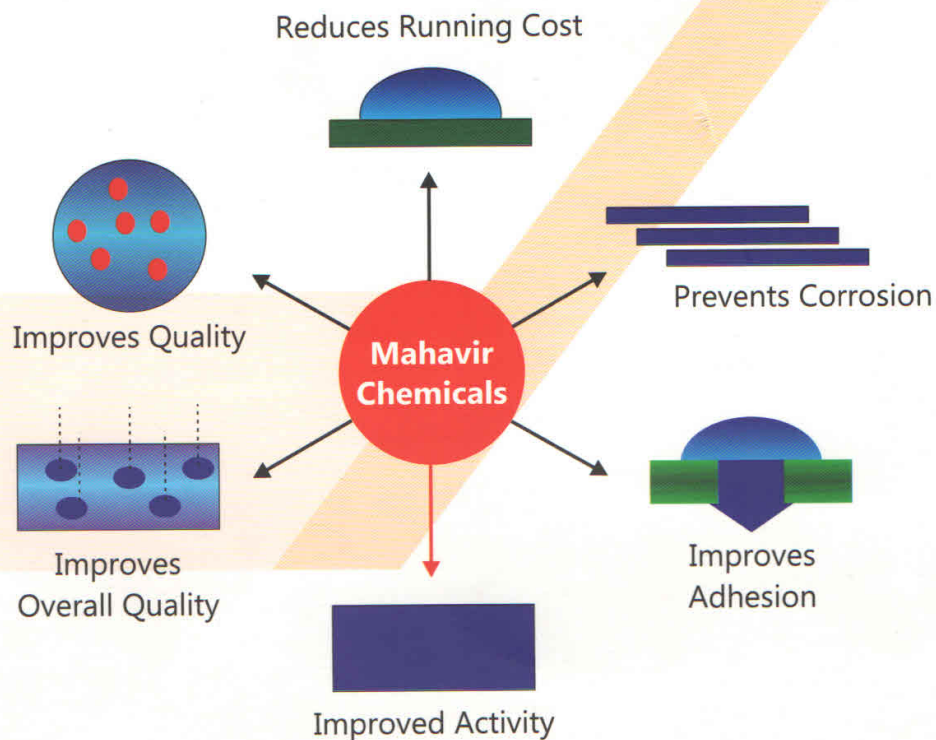 Reduces Running Cost
Improves Quality
Prevents Corrosion
Mahavir
Chemicals
Improves
Overall Quality
Improves
Adhesion
Improved Activity